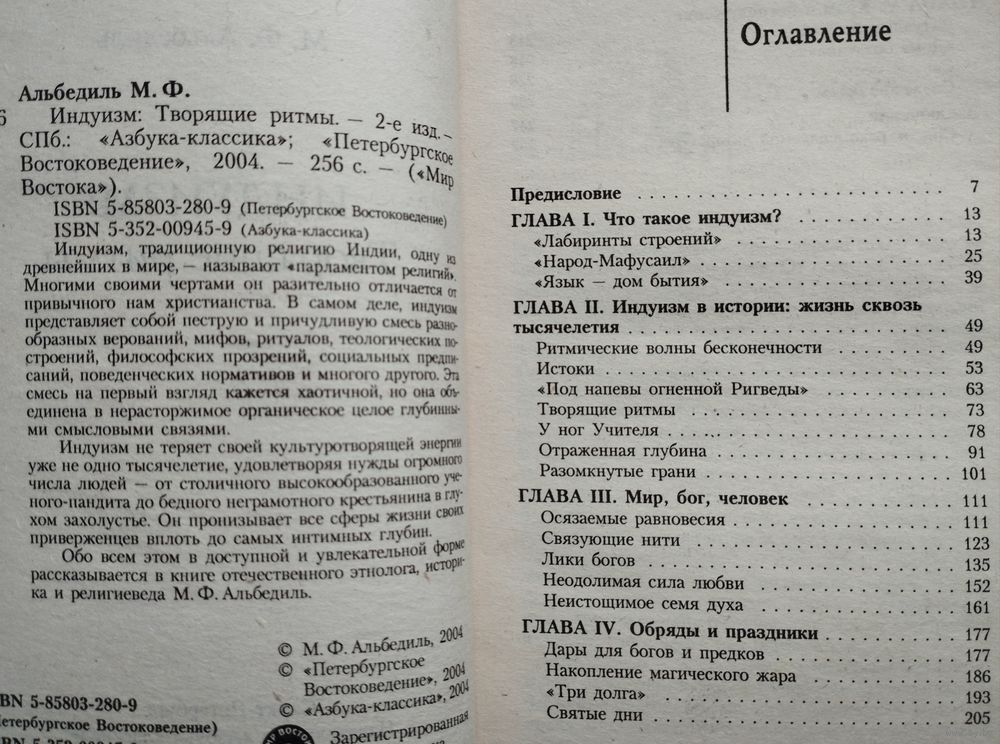 Альбедиль М. Ф.
Индуизм: Творящие ритмы. — 2-е изд. —
СПб.: «Азбука-классика»; «Петербургское
Востоковедение», 2004. — 256 с. — («Мир
Востока»).
ISBN 5-85803-280-9 (Петербургское Востоковедение)
ISBN 5-352-00945-9 (Азбука-классика)
Индуизм, традиционную религию Индии, одну из
древнейших в мире, — называют «парламентом религий».
Многими своими чертами он разительно отличается от
привычного нам христианства. В самом деле, индуизм
представляет собой пеструю и причудливую смесь разно-
образных верований, мифов, ритуалов, теологических по-
строений, философских прозрений, социальных предпи-
саний, поведенческих нормативов и многого другого. Эта
смесь на первый взгляд кажется хаотичной, но она объ-
единена в нерасторжимое органическое целое глубинны-
ми смысловыми связями.
Индуизм не теряет своей культуротворящей энергии
уже не одно тысячелетие, удовлетворяя нужды огромного
числа людей — от столичного высокообразованного уче-
ного-пандита до бедного неграмотного крестьянина в глу-
хом захолустье. Он пронизывает все сферы жизни своих
приверженцев вплоть до самых интимных глубин.
Обо всем этом в доступной и увлекательной форме
рассказывается в книге отечественного этнолога, истори-
ка и религиеведа М. Ф. Альбедиль.
© М. Ф. Альбедиль, 2004
© «Петербургское
Востоковедение», 2004
© «Азбука-классика», 2004
BN 5-85803-280-9
етербургское Востоковедение)
Зарегистрированная
Оглавление
Предисловие . . . . . . . . . . 7
ГЛАВА I. Что такое индуизм? . . . . . . . . . . 13
«Лабиринты строений» . . . . . . . . . . 13
«Народ-Мафусаил» . . . . . . . . . . 25
«Язык — дом бытия» . . . . . . . . . . 39
ГЛАВА II. Индуизм в истории: жизнь сквозь
тысячелетия . . . . . . . . . . 49
Ритмические волны бесконечности . . . . . . . . . . 49
Истоки . . . . . . . . . . 53
«Под напевы огненной Ригведы» . . . . . . . . . . 63
Творящие ритмы . . . . . . . . . . 73
У ног Учителя . . . . . . . . . . 78
Отраженная глубина . . . . . . . . . . 91
Разомкнутые грани . . . . . . . . . . 101
ГЛАВА III. Мир, бог, человек . . . . . . . . . . 111
Осязаемые равновесия . . . . . . . . . . 111
Связующие нити . . . . . . . . . . 123
Лики богов . . . . . . . . . . 135
Неодолимая сила любви . . . . . . . . . . 152
Неистощимое семя духа . . . . . . . . . . 161
ГЛАВА IV. Обряды и праздники . . . . . . . . . . 177
Дары для богов и предков . . . . . . . . . . 177
Накопление магического жара . . . . . . . . . . 186
«Три долга» . . . . . . . . . . 193
Святые дни . . . . . . . . . . 205